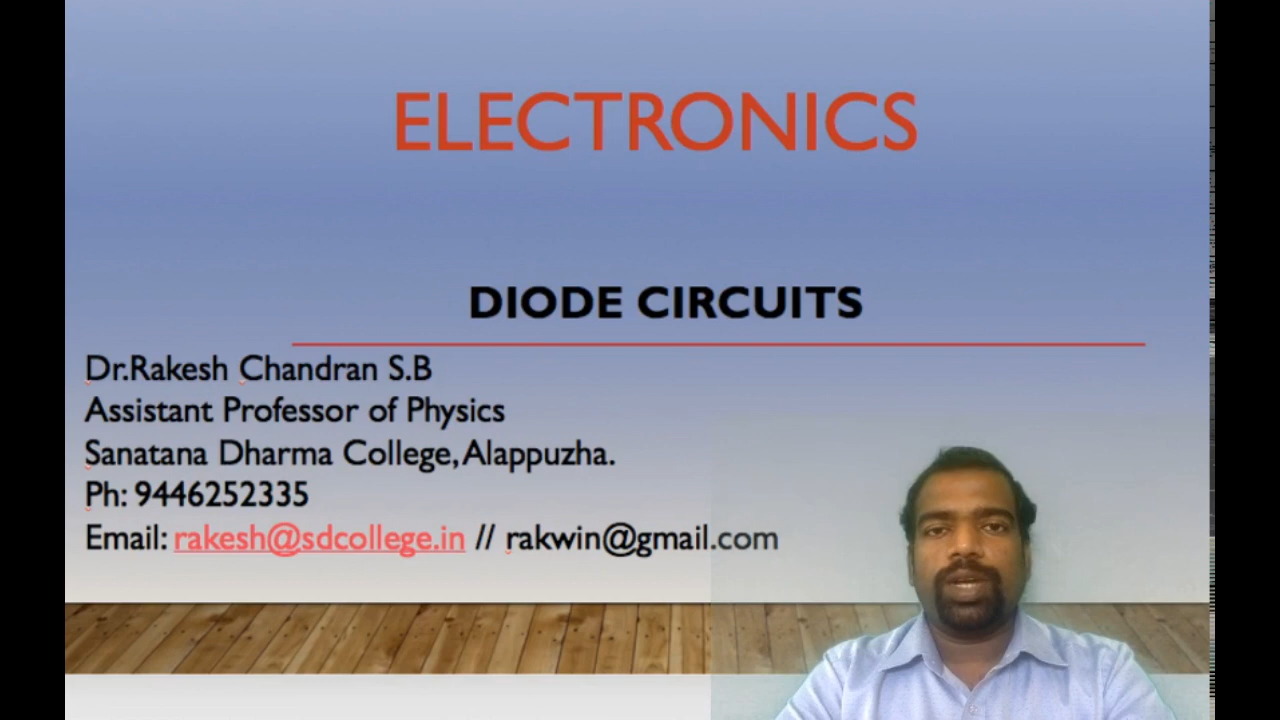 ELECTRONICS
DIODE CIRCUITS
Dr.Rakesh Chandran S.B
Assistant Professor of Physics
Sanatana Dharma College, Alappuzha.
Ph: 9446252335
Email: rakesh@sdcollege.in // rakwin@gmail.com